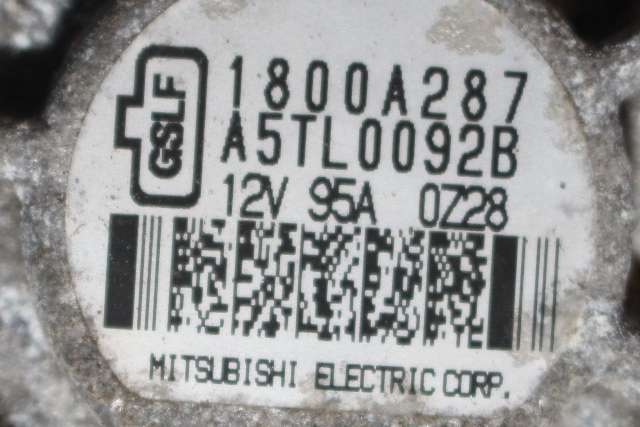 GSLF
1800A287
A5TL0092B
12V 95A 0Z28
MITSUBISHI ELECTRIC CORP.